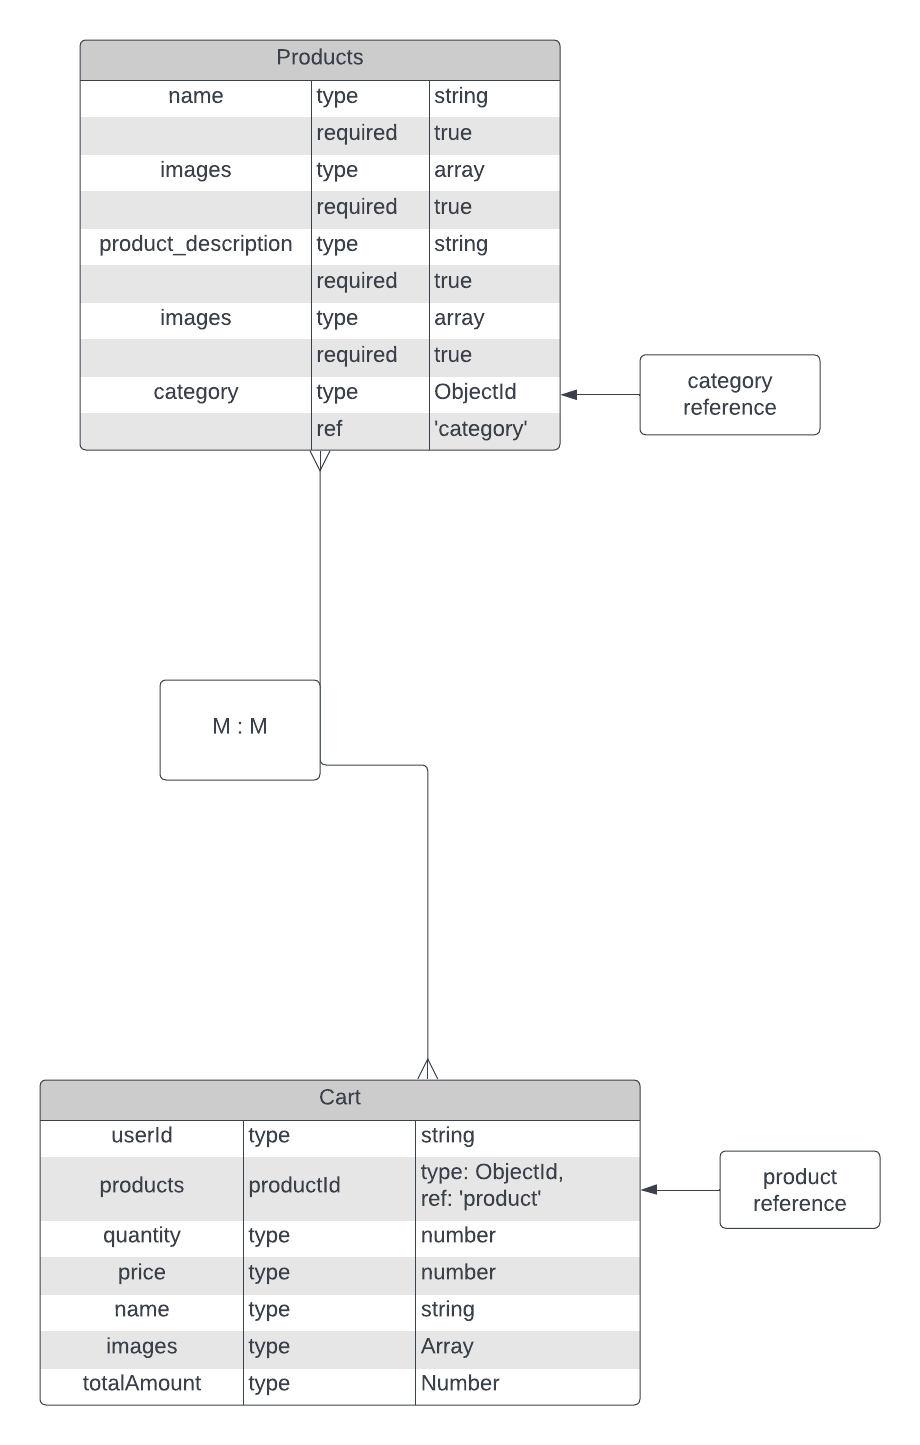 Products
name type string
required true
images type array
required true
product_description type string
required true
images type array
required true
category type ObjectId
ref 'category'
category
reference
M : M
Cart
userId type string
products productId type: ObjectId,
ref: 'product'
quantity type number
price type number
name type string
images type Array
totalAmount type Number
product
reference